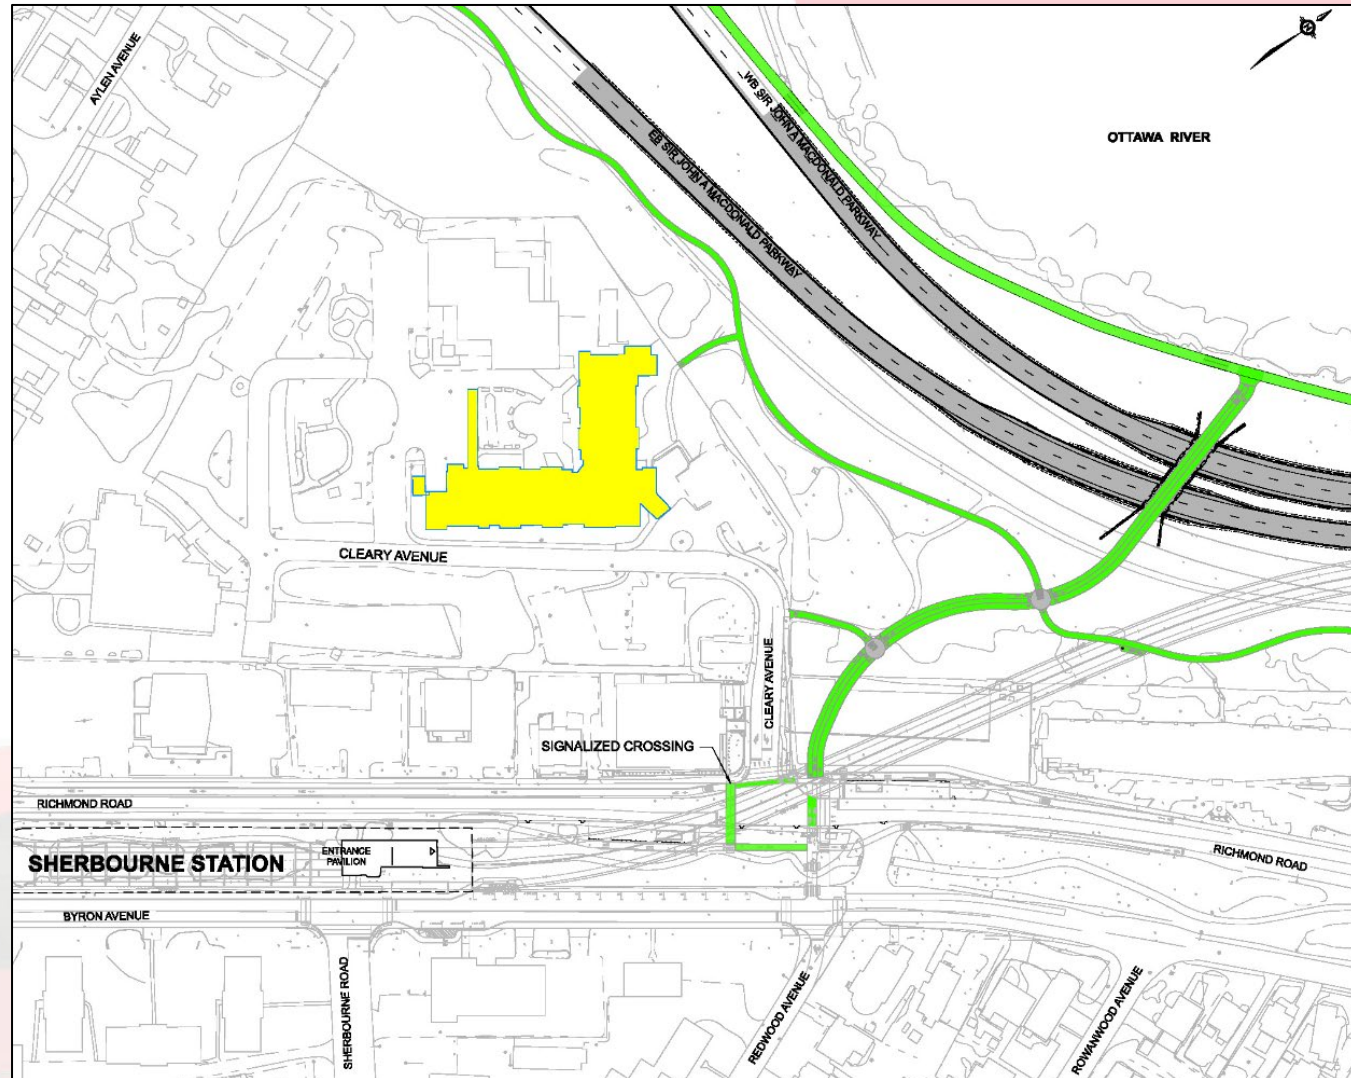 AYLEN AVENUE
WB SIR JOHN A MACDONALD PARKWAY
OTTAWA RIVER
EB SIR JOHN A MACDONALD PARKWAY
CLEARY AVENUE
CLEARY AVENUE
SIGNALIZED CROSSING
RICHMOND ROAD
SHERBOURNE STATION
ENTRANCE
PAVILION
RICHMOND ROAD
BYRON AVENUE
SHERBOURNE ROAD
REDWOOD AVENUE
ROWANWOOD AVENUE